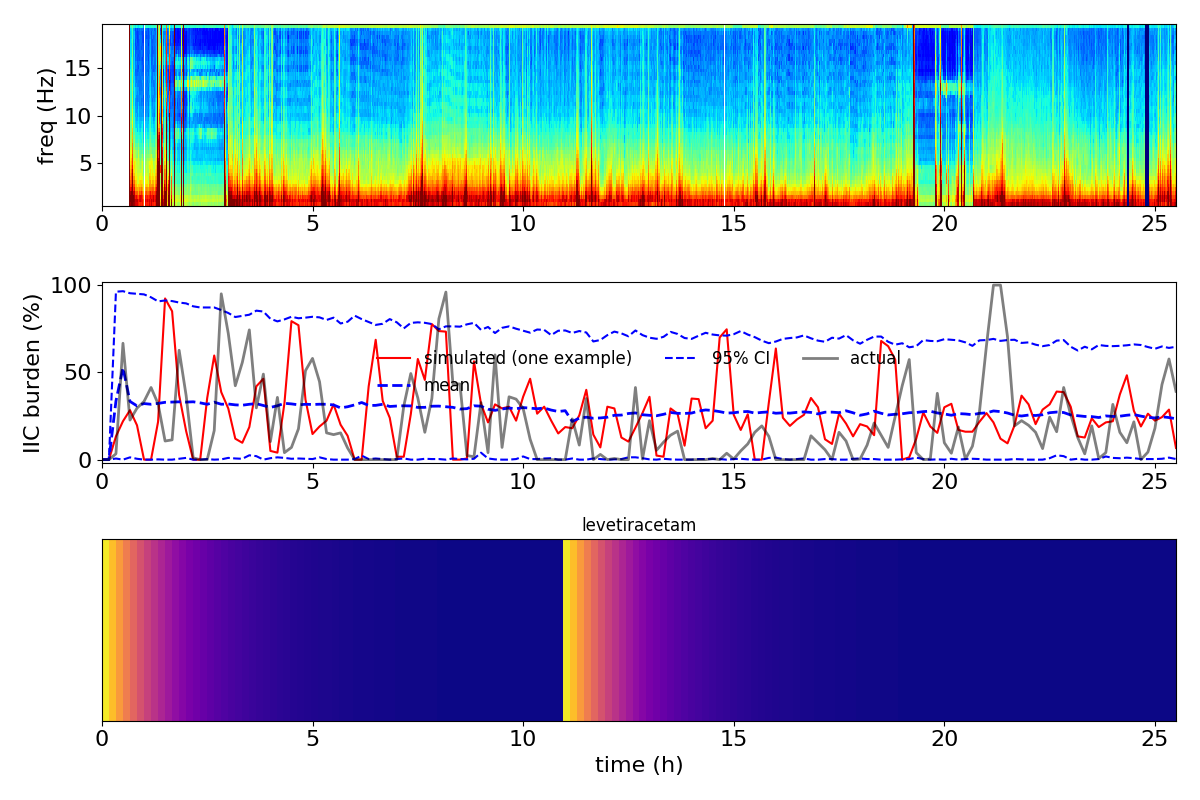 15
10
5
freq (Hz)
0 5 10 15 20 25
100
50
0
IIC burden (%)
simulated (one example) 95% CI actual
mean
0 5 10 15 20 25
levetiracetam
0 5 10 15 20 25
time (h)